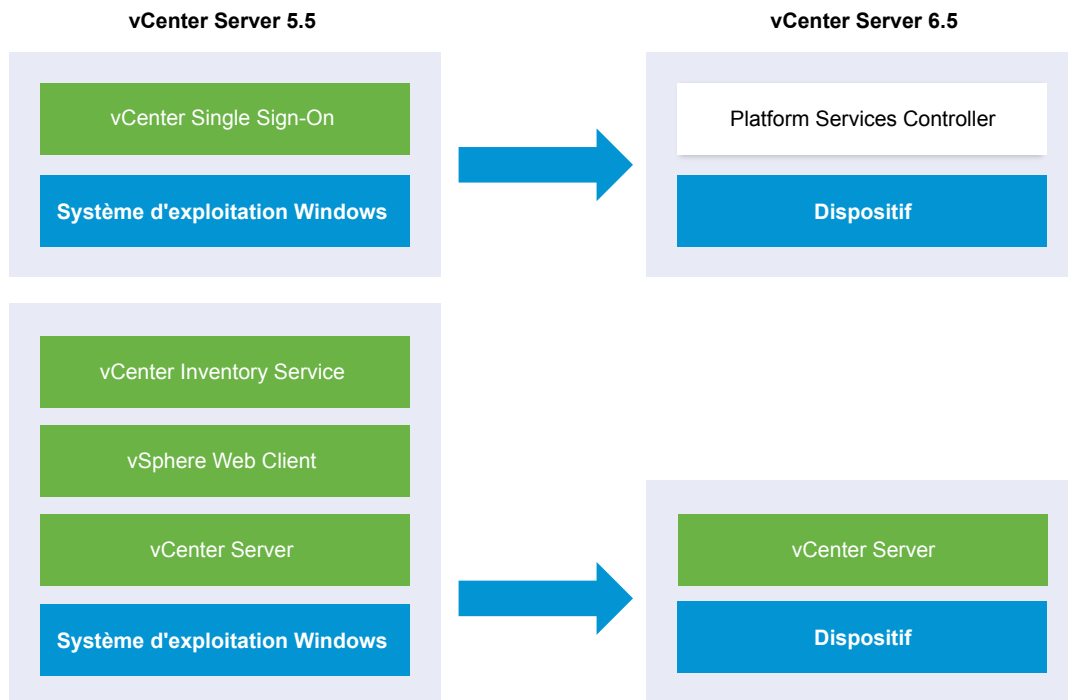 vCenter Server 5.5
vCenter Server 6.5
vCenter Single Sign-On
Platform Services Controller
Système d'exploitation Windows
Dispositif
vCenter Inventory Service
vSphere Web Client
vCenter Server
vCenter Server
Système d'exploitation Windows
Dispositif